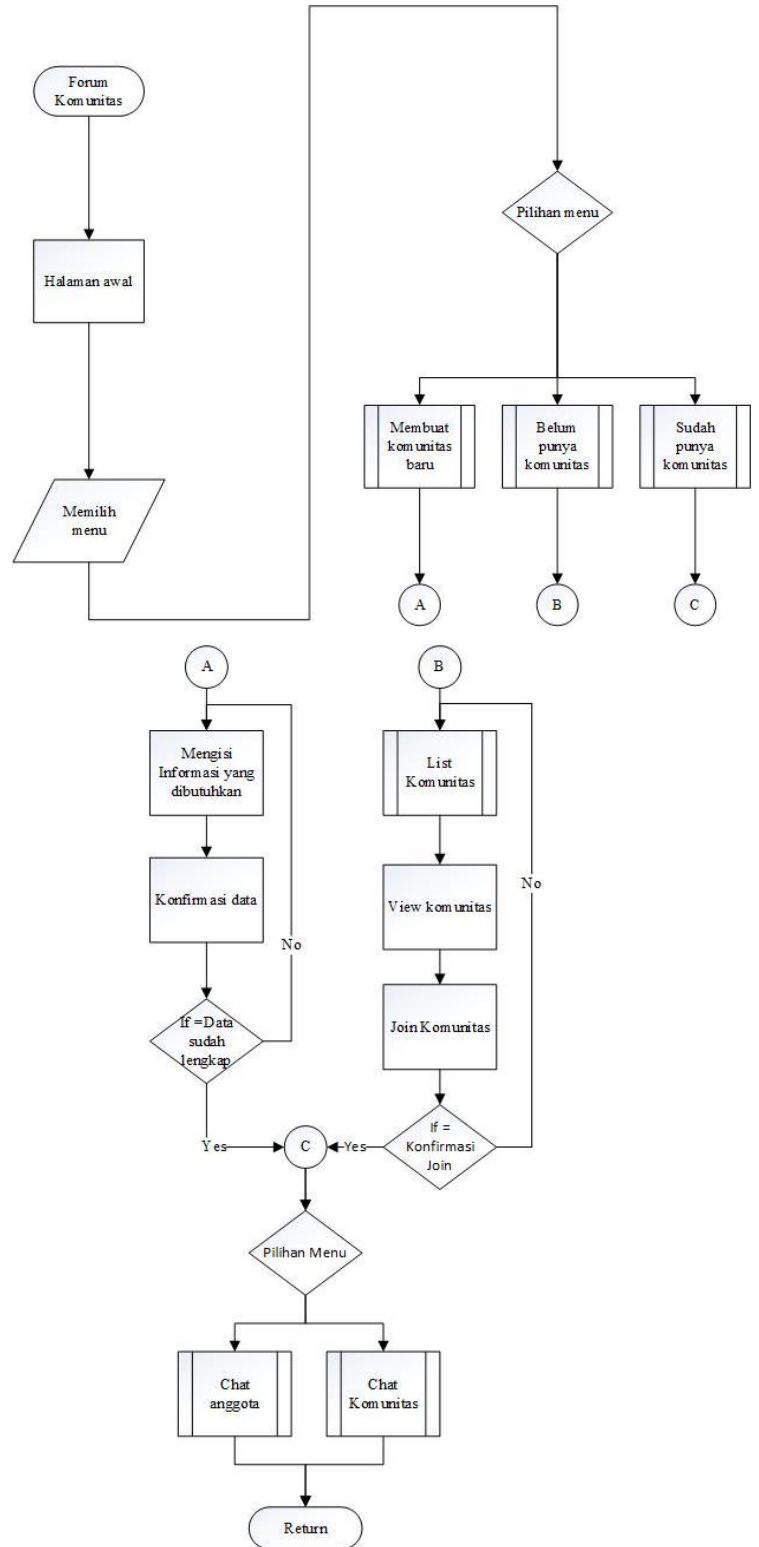 Forum
Komunitas
Halaman awal
Memilih
menu
Pilihan menu
Membuat
komunitas
baru
Belum
punya
komunitas
Sudah
punya
komunitas
A
B
C
A
Mengisi
Informasi yang
dibutuhkan
Konfirmasi data
No
If =Data
sudah
lengkap
Yes
B
List
Komunitas
View komunitas
No
Join Komunitas
If =
Konfirmasi
Join
Yes
C
Pilihan Menu
Chat
anggota
Chat
Komunitas
Return